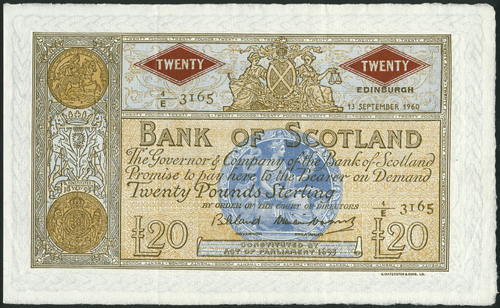 TWENTY TWENTY
4/E 3165
EDINBURGH
13 SEPTEMBER 1960
BANK OF SCOTLAND
The Governor & Company of the Bank of Scotland
Promise to pay here to the Bearer on Demand
Twenty Pounds Sterling
BY ORDER OF THE COURT OF DIRECTORS
4/E 3165
£20 £20
CONSTITUTED BY
ACT OF PARLIAMENT 1695